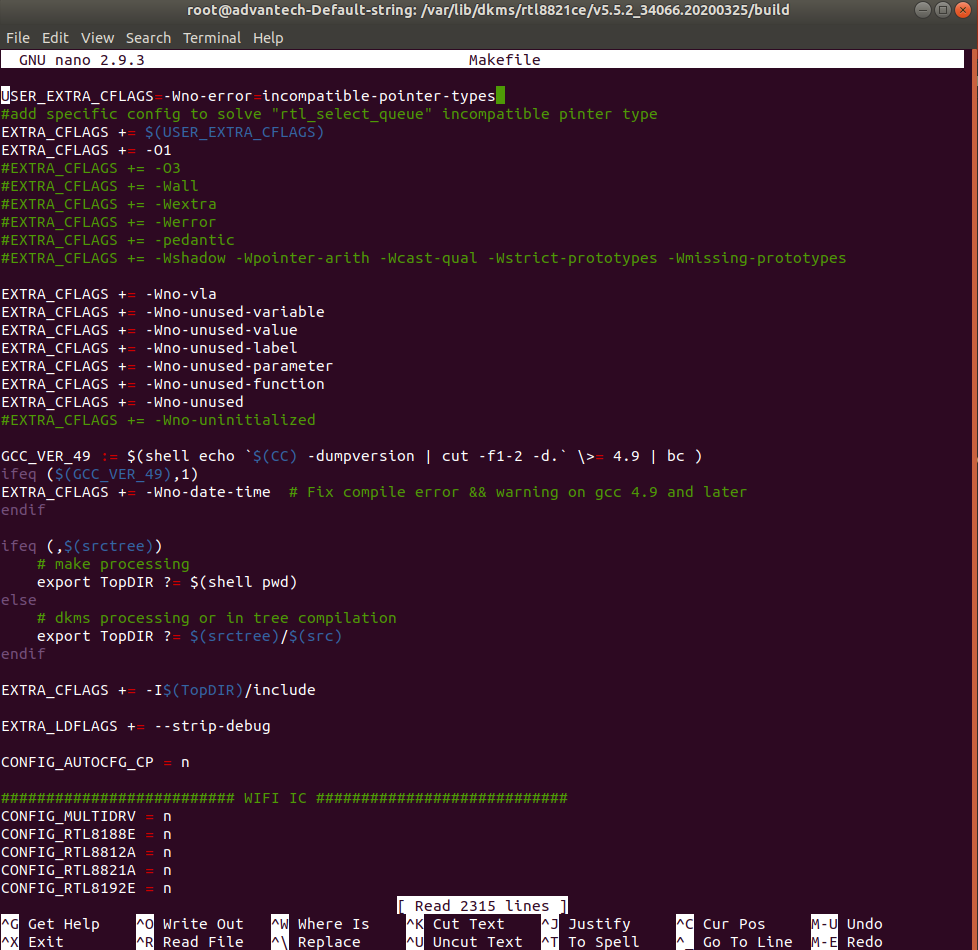 root@advantech-Default-string: /var/lib/dkms/rtl8821ce/v5.5.2_34066.20200325/build
File Edit View Search Terminal Help
GNU nano 2.9.3 Makefile
USER_EXTRA_CFLAGS=-Wno-error=incompatible-pointer-types
#add specific config to solve "rtl_select_queue" incompatible pinter type
EXTRA_CFLAGS += $(USER_EXTRA_CFLAGS)
EXTRA_CFLAGS += -O1
#EXTRA_CFLAGS += -O3
#EXTRA_CFLAGS += -Wall
#EXTRA_CFLAGS += -Wextra
#EXTRA_CFLAGS += -Werror
#EXTRA_CFLAGS += -pedantic
#EXTRA_CFLAGS += -Wshadow -Wpointer-arith -Wcast-qual -Wstrict-prototypes -Wmissing-prototypes
EXTRA_CFLAGS += -Wno-vla
EXTRA_CFLAGS += -Wno-unused-variable
EXTRA_CFLAGS += -Wno-unused-value
EXTRA_CFLAGS += -Wno-unused-label
EXTRA_CFLAGS += -Wno-unused-parameter
EXTRA_CFLAGS += -Wno-unused-function
EXTRA_CFLAGS += -Wno-unused
#EXTRA_CFLAGS += -Wno-uninitialized
GCC_VER_49 := $(shell echo `$(CC) -dumpversion | cut -f1-2 -d.` \>= 4.9 | bc )
ifeq ($(GCC_VER_49),1)
EXTRA_CFLAGS += -Wno-date-time # Fix compile error && warning on gcc 4.9 and later
endif
ifeq (,$(srctree))
# make processing
export TopDIR ?= $(shell pwd)
else
# dkms processing or in tree compilation
export TopDIR ?= $(srctree)/$(src)
endif
EXTRA_CFLAGS += -I$(TopDIR)/include
EXTRA_LDFLAGS += --strip-debug
CONFIG_AUTOCFG_CP = n
########################## WIFI IC ############################
CONFIG_MULTIDRV = n
CONFIG_RTL8188E = n
CONFIG_RTL8812A = n
CONFIG_RTL8821A = n
CONFIG_RTL8192E = n
[ Read 2315 lines ]
^G Get Help ^O Write Out ^W Where Is ^K Cut Text ^J Justify ^C Cur Pos M-U Undo
^X Exit ^R Read File ^\ Replace ^U Uncut Text ^T To Spell ^_ Go To Line M-E Redo